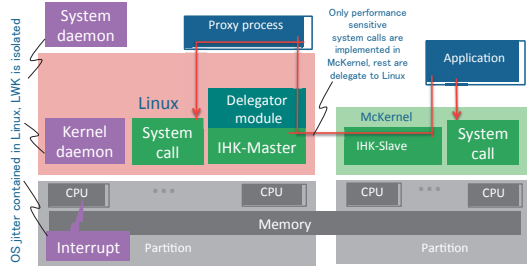 System
daemon
Proxy process
Only performance
sensitive
system calls are
implemented in
McKernel, rest are
delegate to Linux
Application
OS jitter contained in Linux, LWK is isolated
Linux
Delegator
module
McKernel
Kernel
daemon
System
call
IHK-Master
IHK-Slave
System
call
CPU
...
CPU
CPU
...
CPU
Memory
Interrupt
Partition
Partition